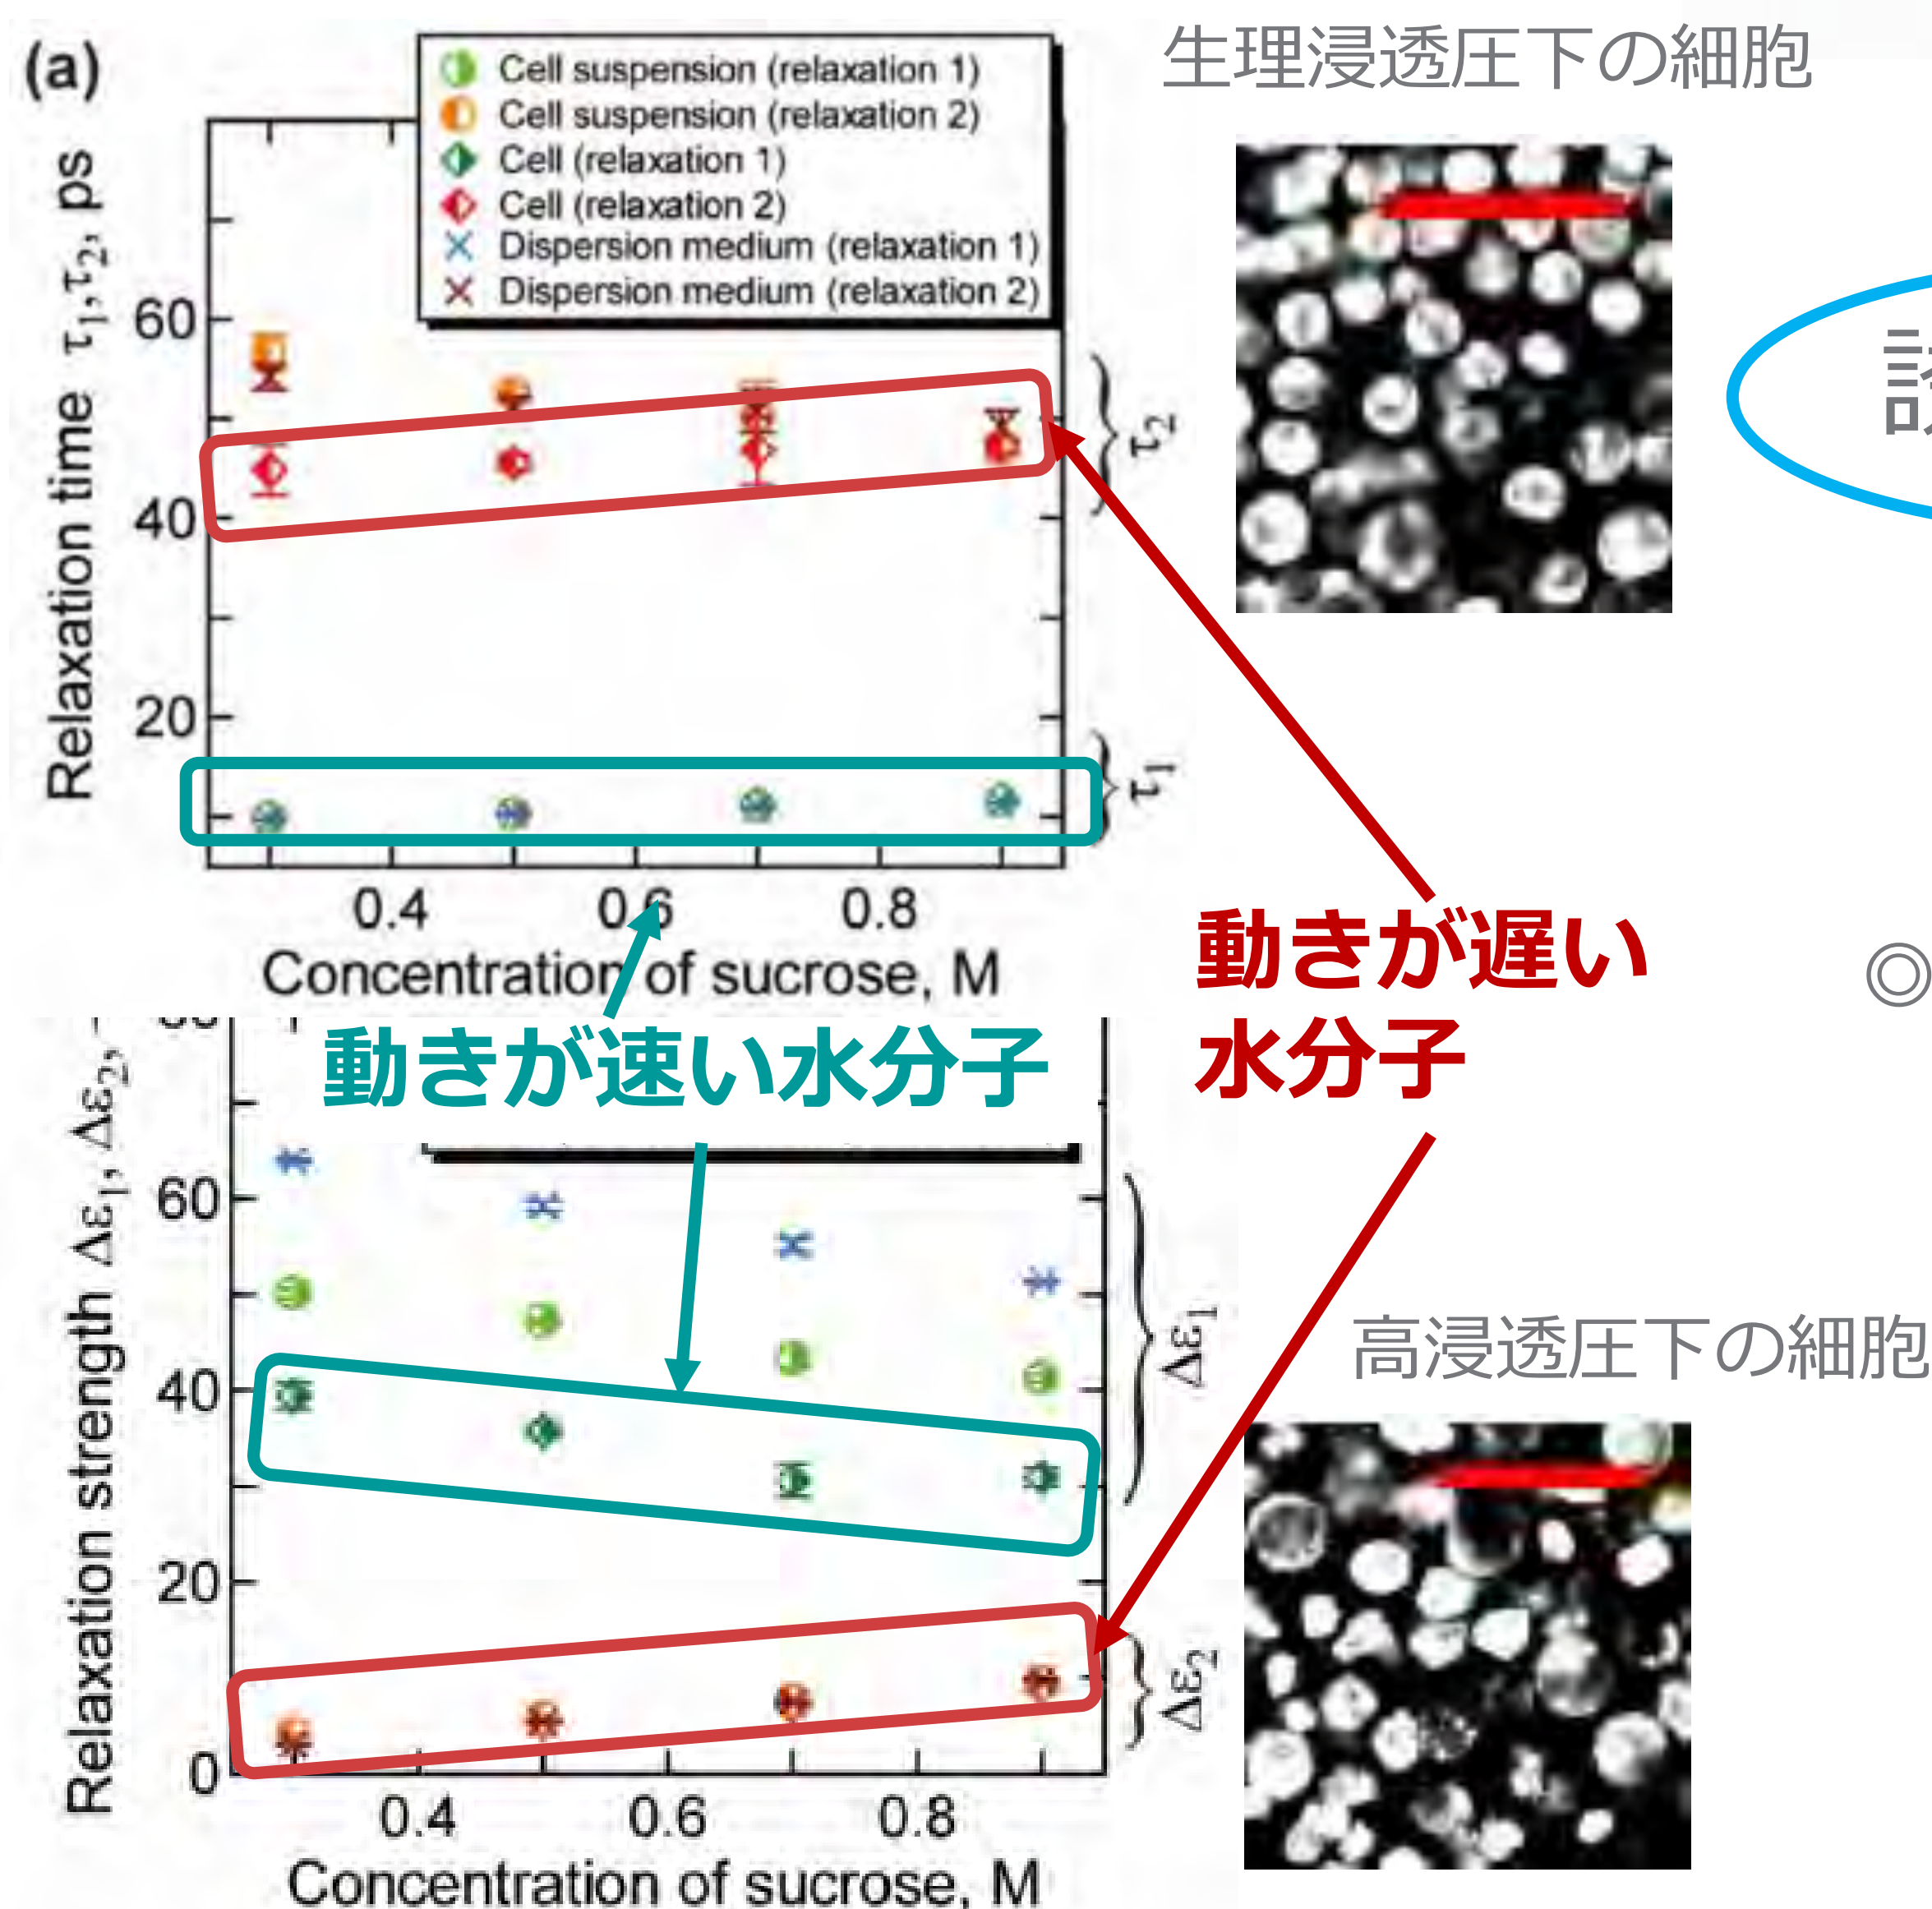 (a)
Cell suspension (relaxation 1)
Cell suspension (relaxation 2)
Cell (relaxation 1)
Cell (relaxation 2)
Dispersion medium (relaxation 1)
Dispersion medium (relaxation 2)
Relaxation time τ₁,τ₂, ps
60
40
20
τ₂
τ₁
0.4
0.6
0.8
Concentration of sucrose, M
生理浸透圧下の細胞
動きが速い水分子
動きが遅い
水分子
◎
Relaxation strength Δε₁, Δε₂, -
60
40
20
0
Δε₁
Δε₂
0.4
0.6
0.8
Concentration of sucrose, M
高浸透圧下の細胞